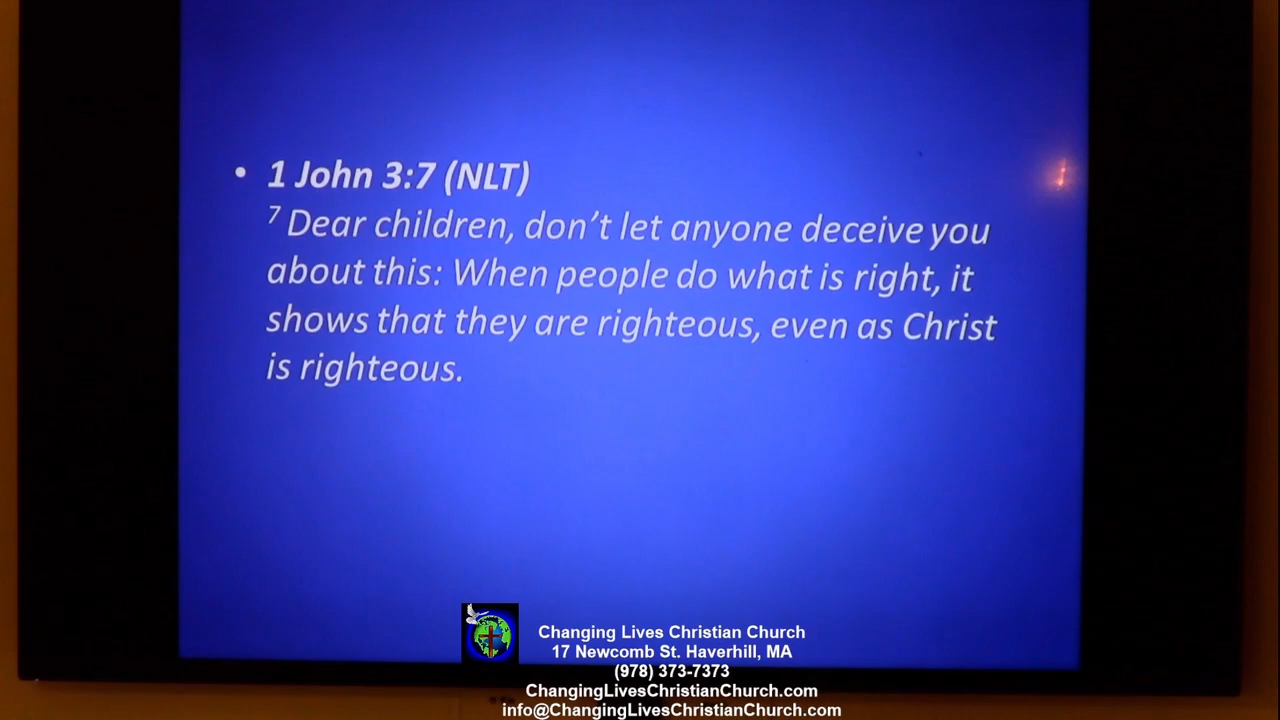 • 1 John 3:7 (NLT)
7 Dear children, don’t let anyone deceive you
about this: When people do what is right, it
shows that they are righteous, even as Christ
is righteous.
Changing Lives Christian Church
17 Newcomb St. Haverhill, MA
(978) 373-7373
ChangingLivesChristianChurch.com
info@ChangingLivesChristianChurch.com